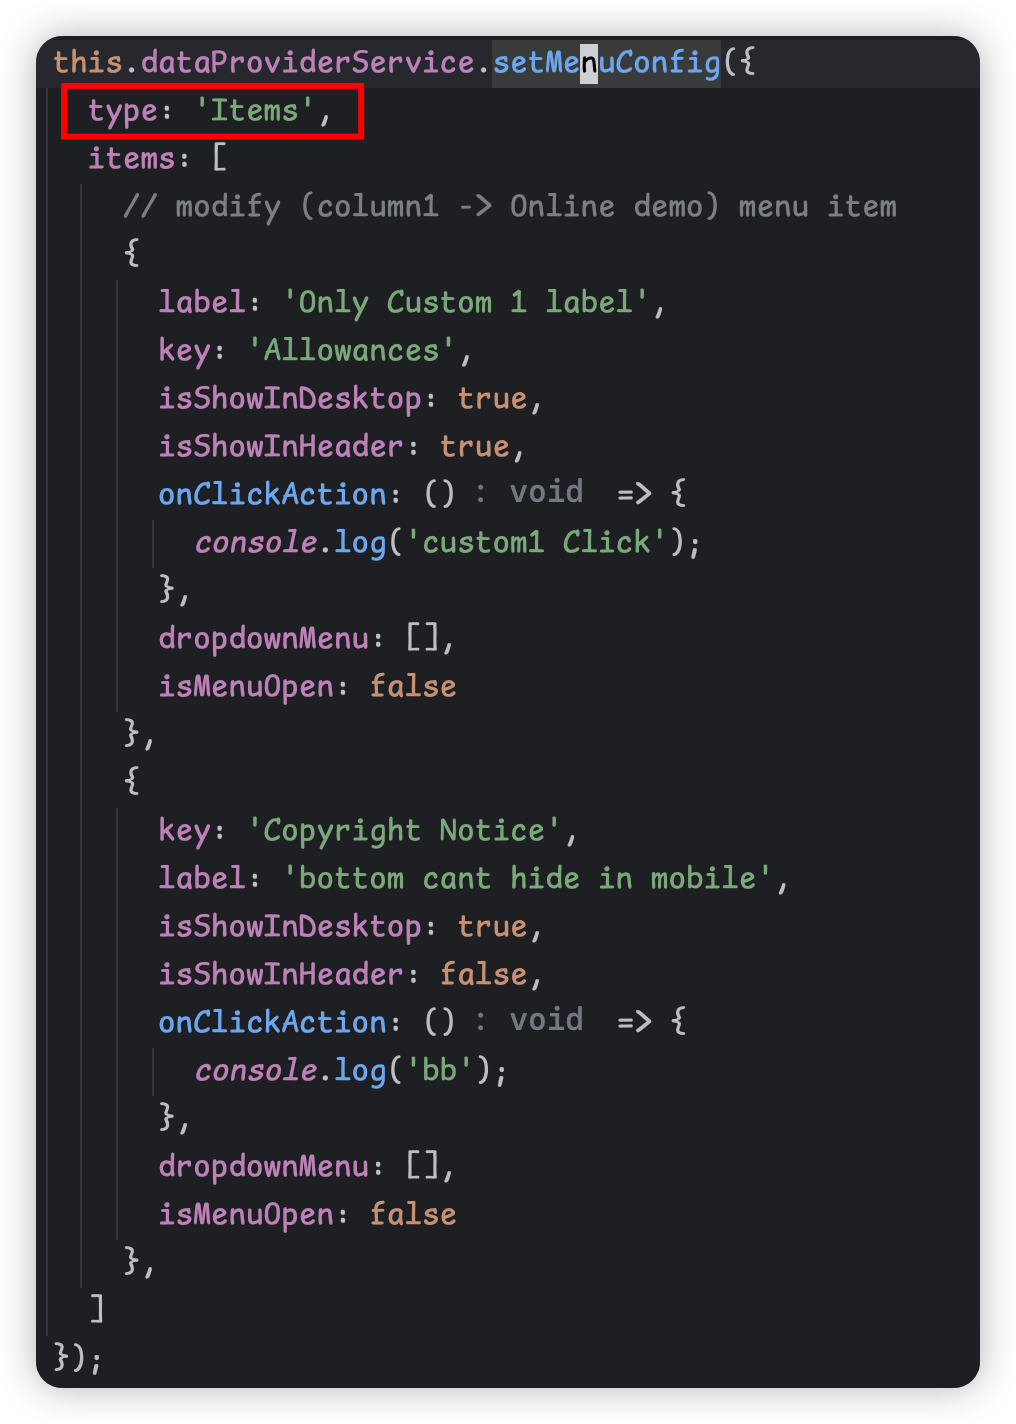 this.dataProviderService.setMenuConfig({
type: 'Items',
items: [
// modify (column1 -> Online demo) menu item
{
label: 'Only Custom 1 label',
key: 'Allowances',
isShowInDesktop: true,
isShowInHeader: true,
onClickAction: () : void => {
console.log('custom1 Click');
},
dropdownMenu: [],
isMenuOpen: false
},
{
key: 'Copyright Notice',
label: 'bottom cant hide in mobile',
isShowInDesktop: true,
isShowInHeader: false,
onClickAction: () : void => {
console.log('bb');
},
dropdownMenu: [],
isMenuOpen: false
},
]
});